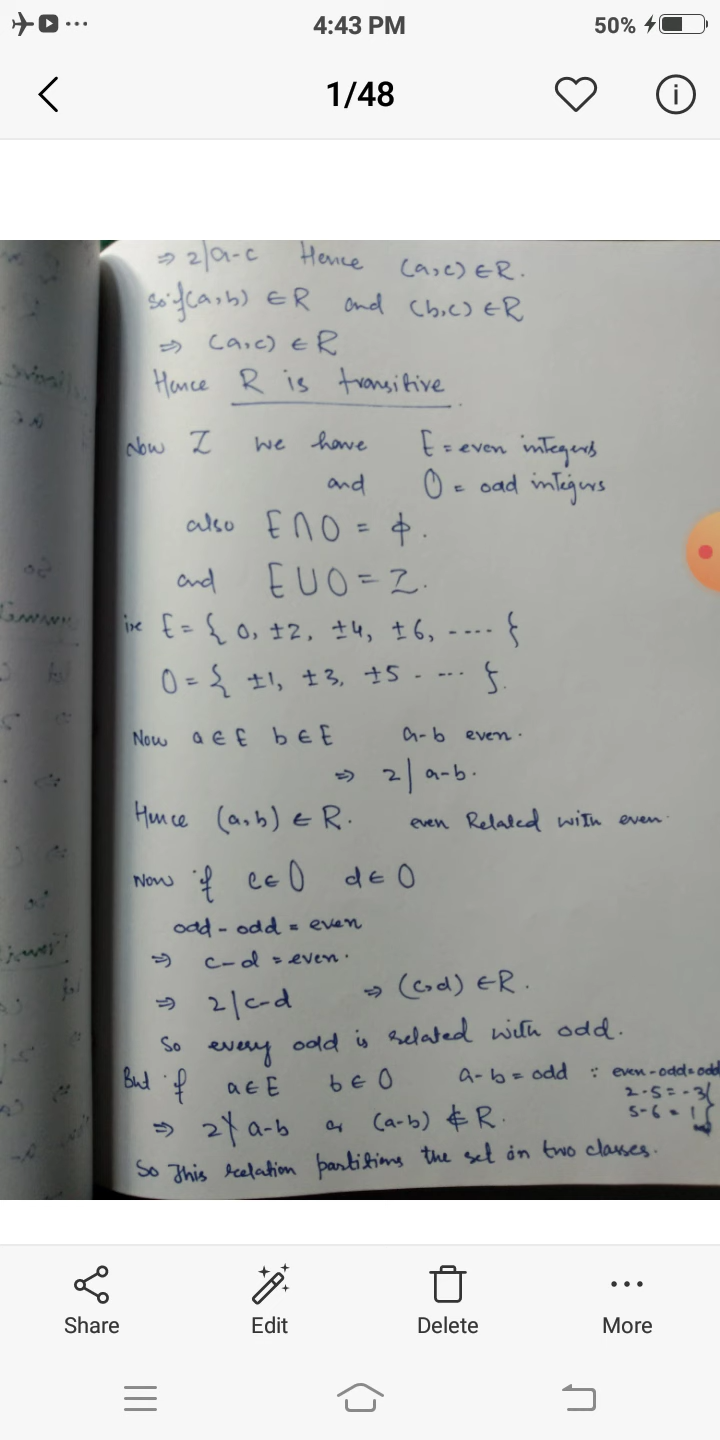 4:43 PM
50%
1/48
⇒ 2|a-c Hence (a,c) ∈ R.
So if (a,b) ∈ R and (b,c) ∈ R
⇒ (a,c) ∈ R
Hence R is transitive
Now Z we have E = even integers
and O = odd integers
also E ∩ O = ϕ.
and E U O = Z.
i.e E = { 0, ±2, ±4, ±6, ---- }
O = { ±1, ±3, ±5 - --- }.
Now a ∈ E b ∈ E a-b even.
⇒ 2| a-b.
Hence (a,b) ∈ R. even Related with even.
Now if c ∈ O d ∈ O
odd - odd = even
⇒ c-d = even.
⇒ 2|c-d ⇒ (c,d) ∈ R.
So every odd is related with odd.
But if a ∈ E b ∈ O a-b = odd ∵ even-odd=odd
2-5 = -3
5-6 = 1
⇒ 2∤ a-b or (a-b) ∉ R.
So This relation partitions the set in two classes.
Share
Edit
Delete
More